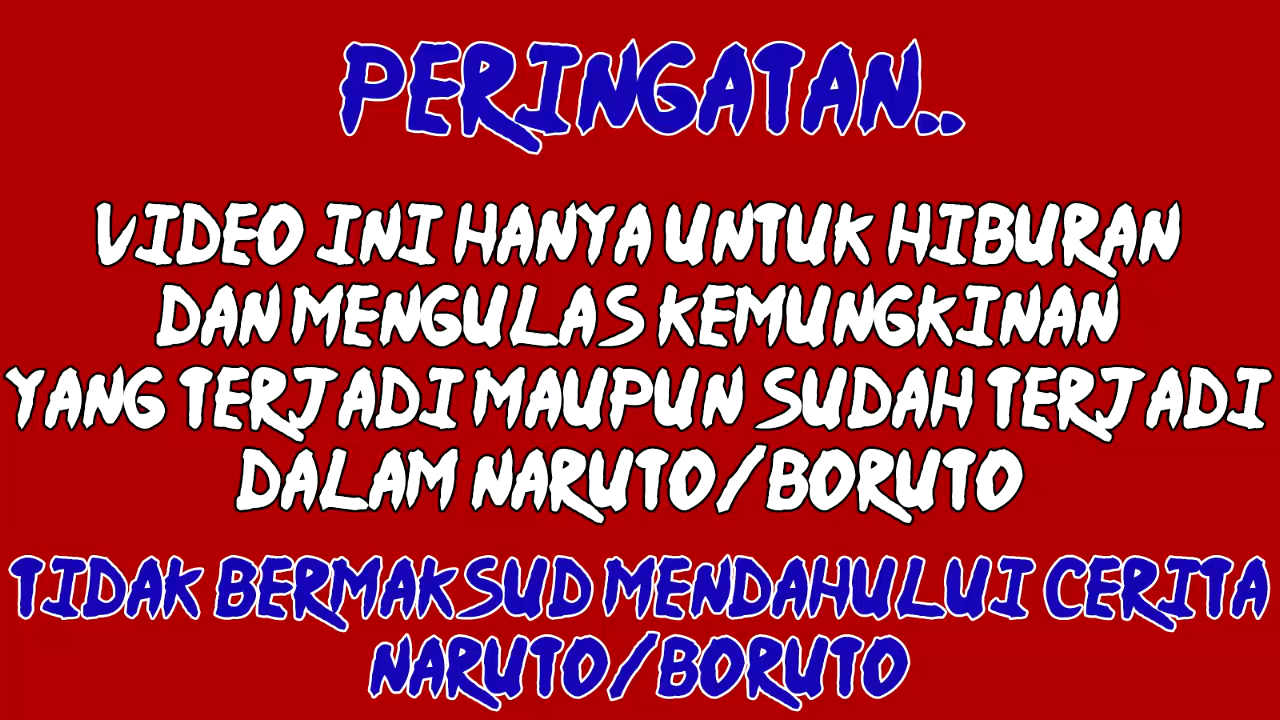 PERINGATAN..
VIDEO INI HANYA UNTUK HIBURAN
DAN MENGULAS KEMUNGKINAN
YANG TERJADI MAUPUN SUDAH TERJADI
DALAM NARUTO/BORUTO
TIDAK BERMAKSUD MENDAHULUI CERITA
NARUTO/BORUTO